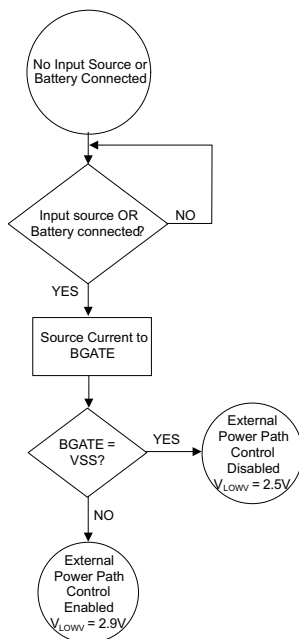 No Input Source or
Battery Connected
Input source OR
Battery connected?
NO
YES
Source Current to
BGATE
BGATE =
VSS?
YES
External
Power Path
Control
Disabled
VLOWV = 2.5V
NO
External
Power Path
Control
Enabled
VLOWV = 2.9V